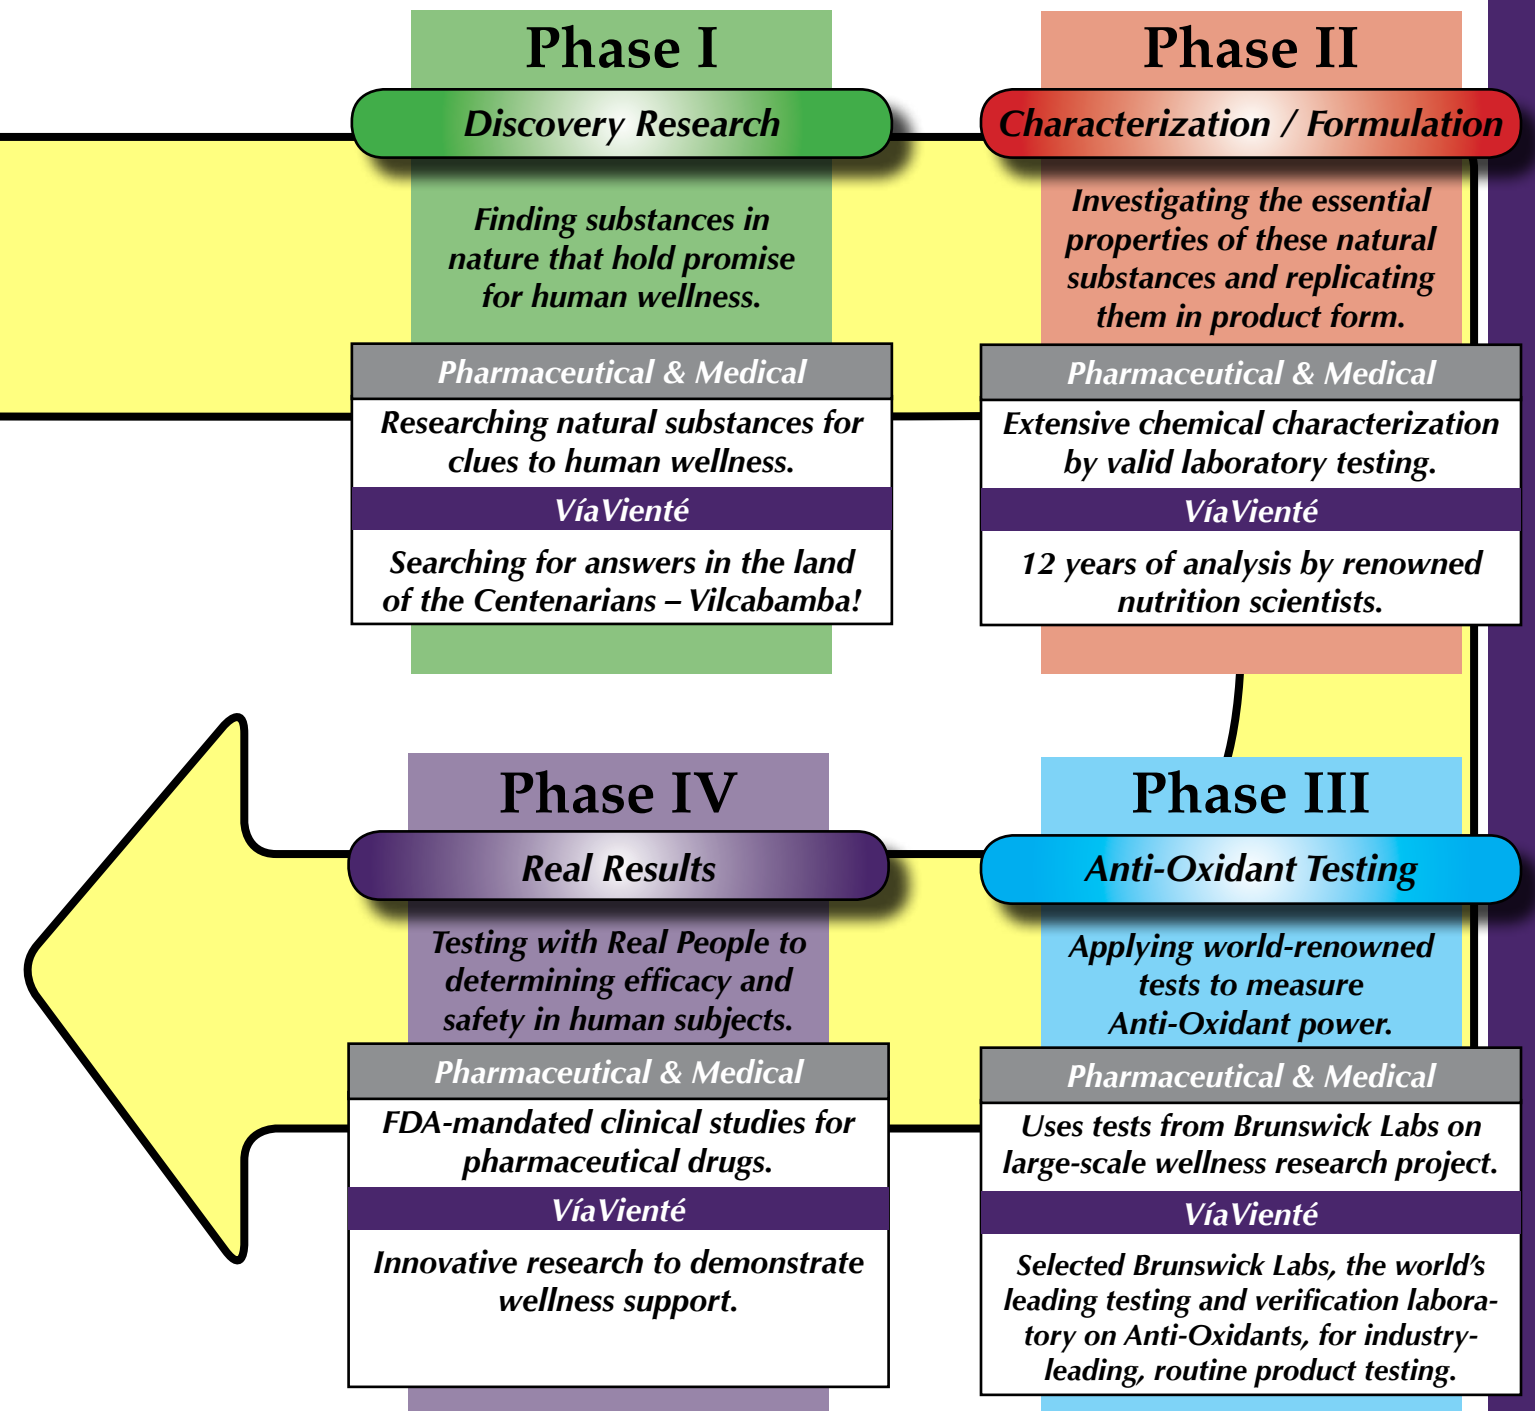 Phase I
Discovery Research
Finding substances in
nature that hold promise
for human wellness.
Pharmaceutical & Medical
Researching natural substances for
clues to human wellness.
VíaVienté
Searching for answers in the land
of the Centenarians – Vilcabamba!
Phase II
Characterization / Formulation
Investigating the essential
properties of these natural
substances and replicating
them in product form.
Pharmaceutical & Medical
Extensive chemical characterization
by valid laboratory testing.
VíaVienté
12 years of analysis by renowned
nutrition scientists.
Phase III
Anti-Oxidant Testing
Applying world-renowned
tests to measure
Anti-Oxidant power.
Pharmaceutical & Medical
Uses tests from Brunswick Labs on
large-scale wellness research project.
VíaVienté
Selected Brunswick Labs, the world's
leading testing and verification labora-
tory on Anti-Oxidants, for industry-
leading, routine product testing.
Phase IV
Real Results
Testing with Real People to
determining efficacy and
safety in human subjects.
Pharmaceutical & Medical
FDA-mandated clinical studies for
pharmaceutical drugs.
VíaVienté
Innovative research to demonstrate
wellness support.